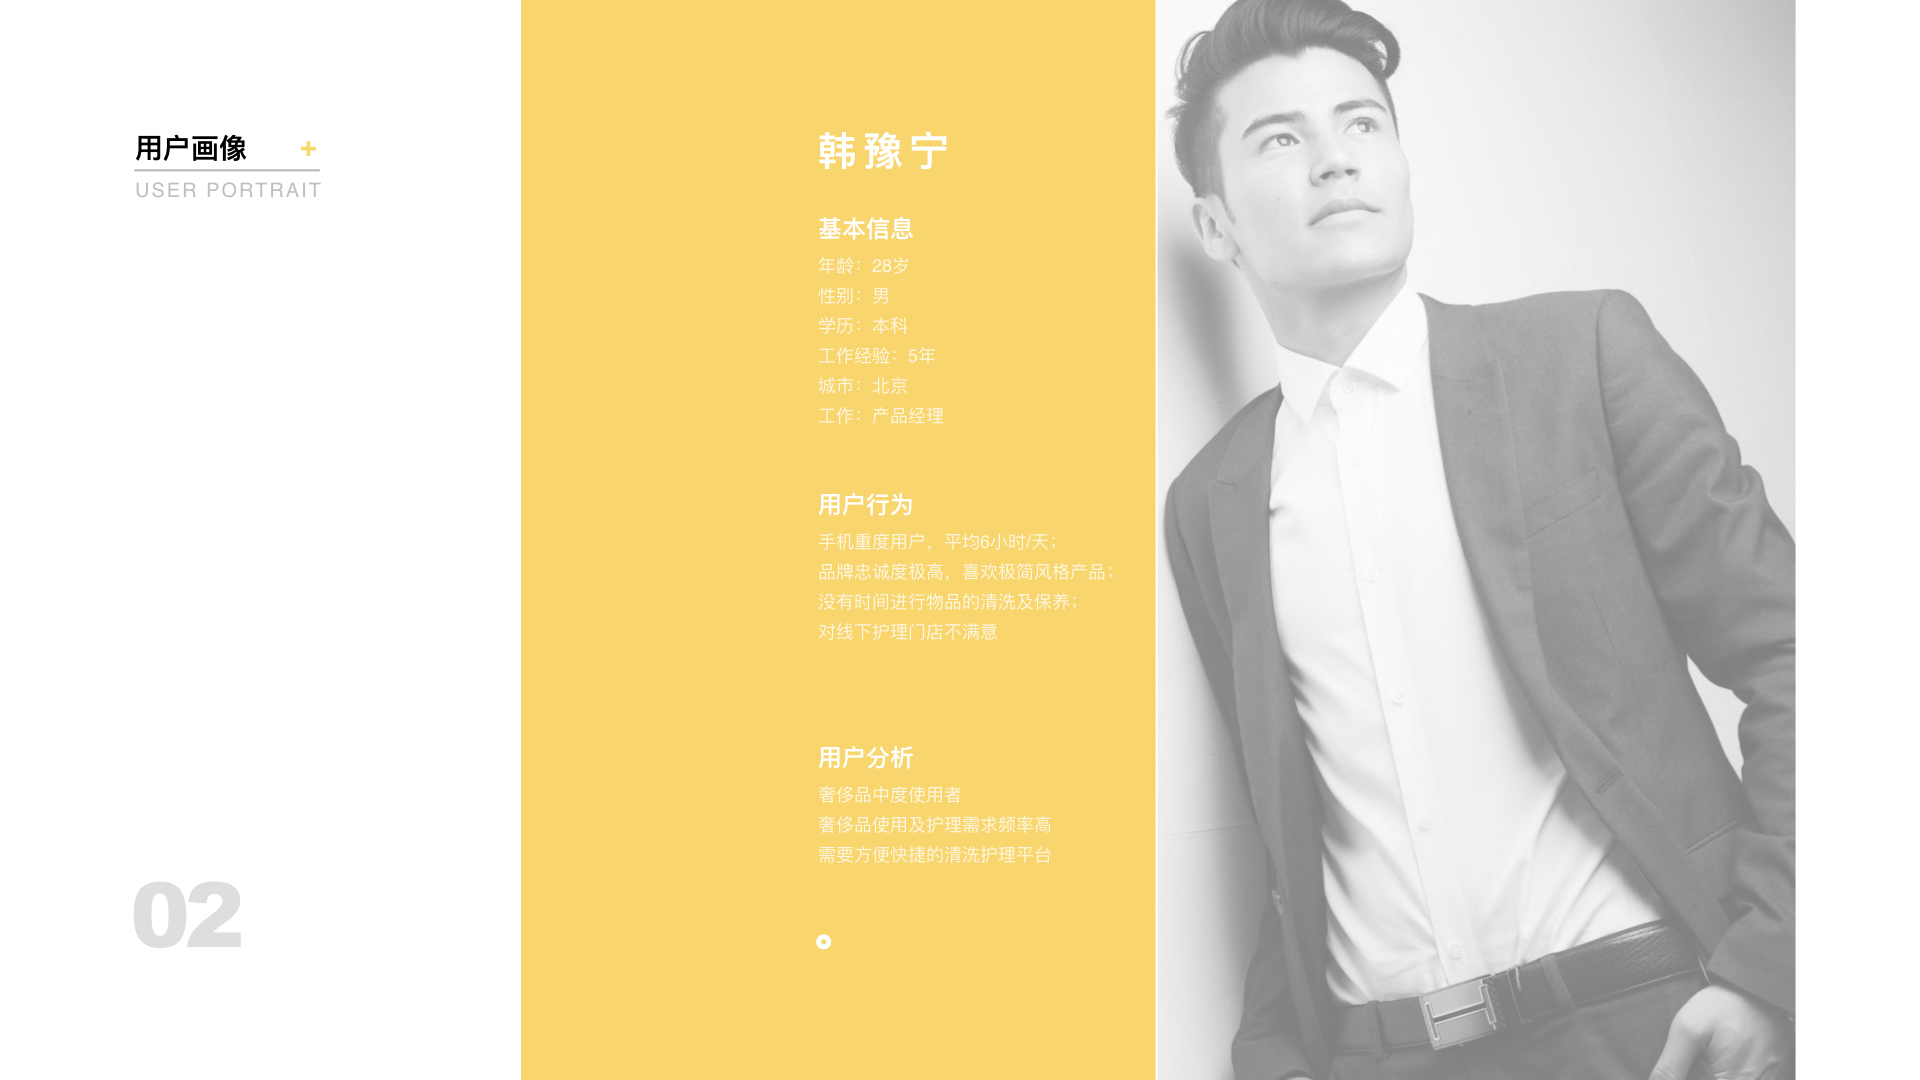 用户画像 +
USER PORTRAIT
韩豫宁
基本信息
年龄：28岁
性别：男
学历：本科
工作经验：5年
城市：北京
工作：产品经理
用户行为
手机重度用户，平均6小时/天；
品牌忠诚度极高，喜欢极简风格产品；
没有时间进行物品的清洗及保养；
对线下护理门店不满意
用户分析
奢侈品中度使用者
奢侈品使用及护理需求频率高
需要方便快捷的清洗护理平台
02